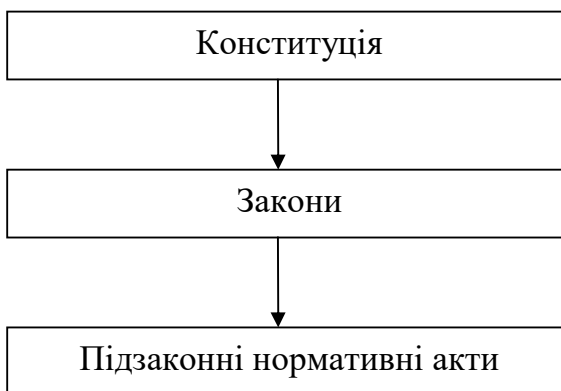 Конституція
Закони
Підзаконні нормативні акти